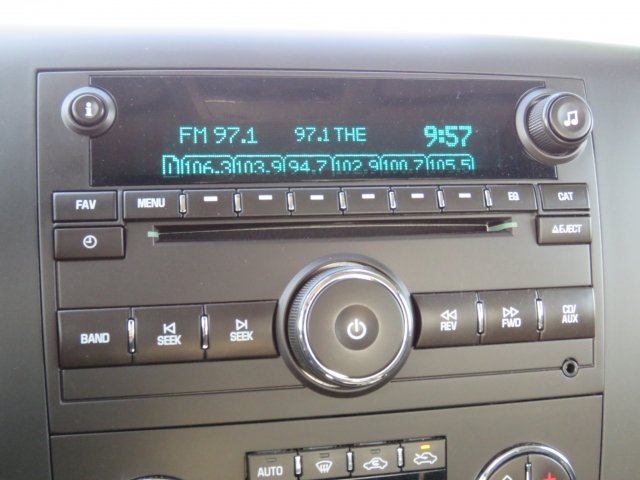 FM 97.1 97.1 THE 9:57
1 106.3 103.9 94.7 102.9 100.7 105.5
FAV MENU EQ CAT
EJECT
BAND SEEK SEEK REV FWD CD/
AUX
AUTO